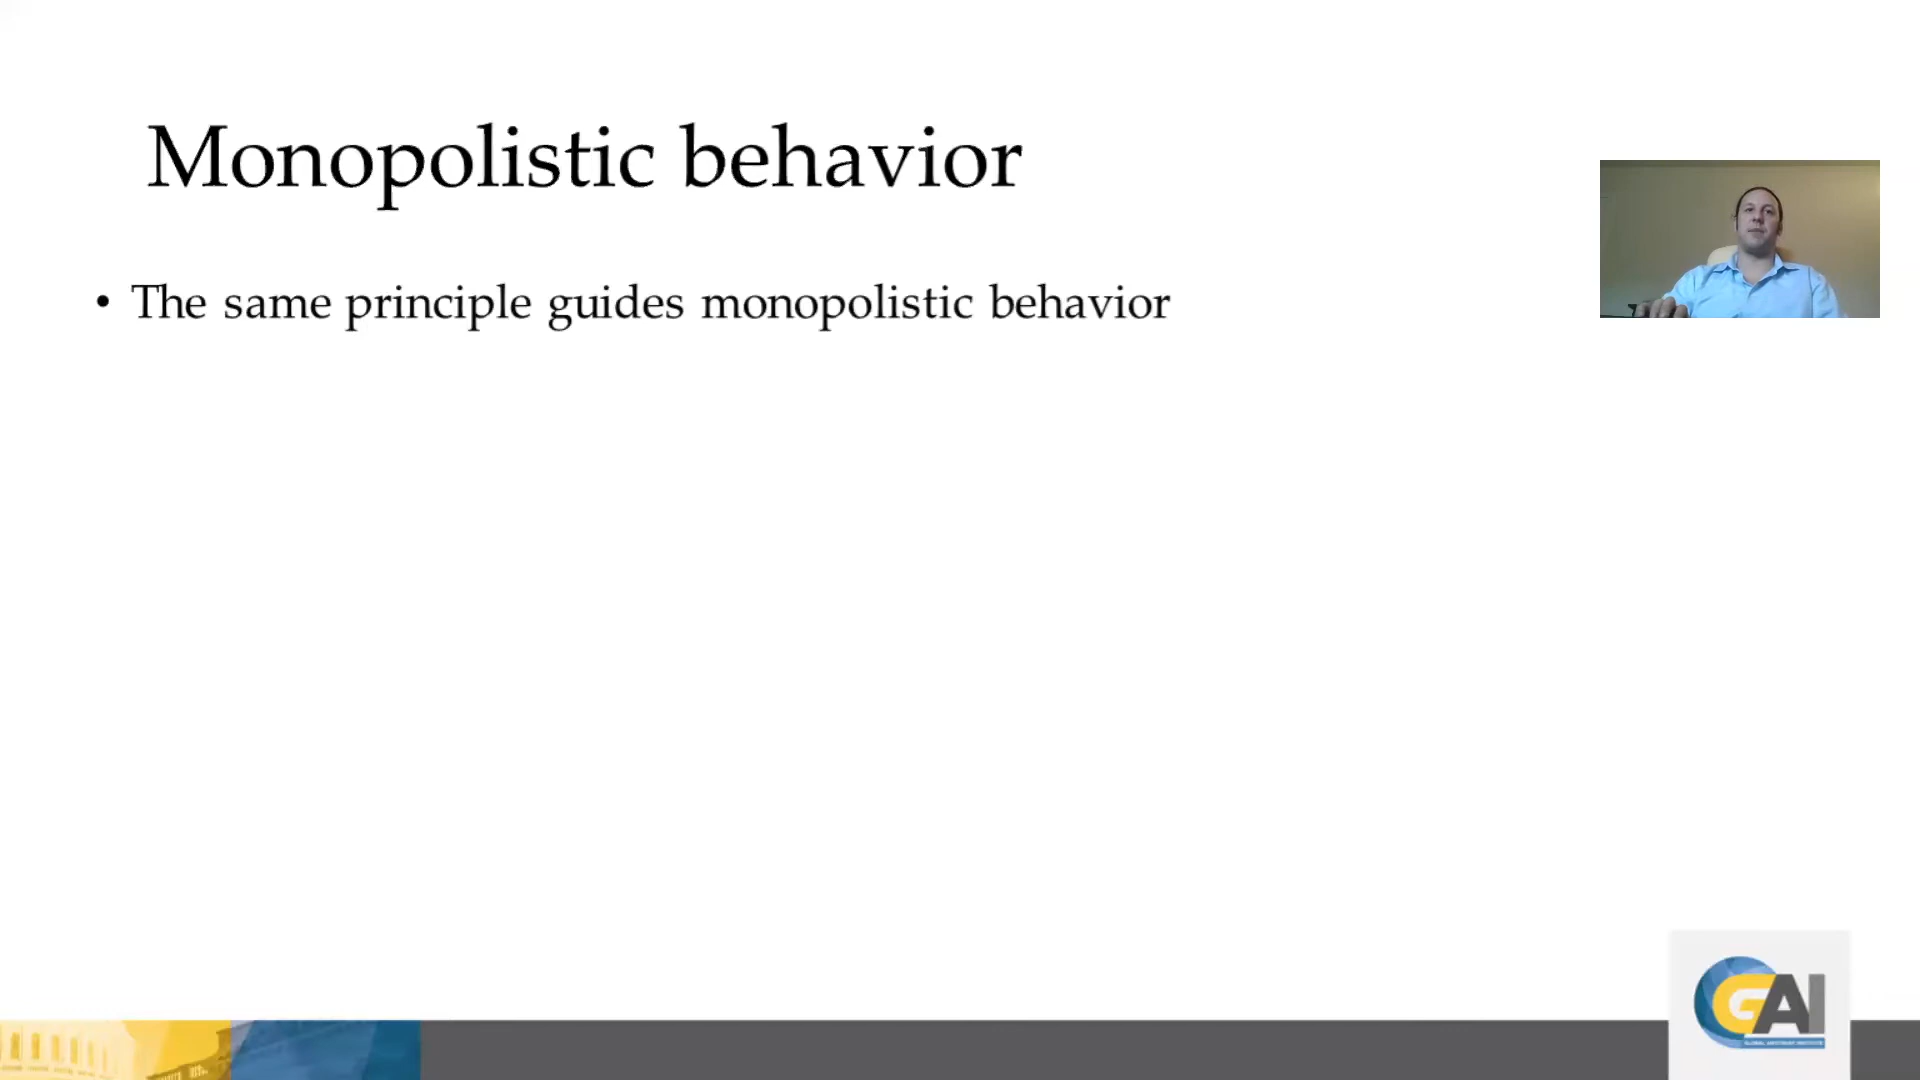 Monopolistic behavior
• The same principle guides monopolistic behavior
GAI